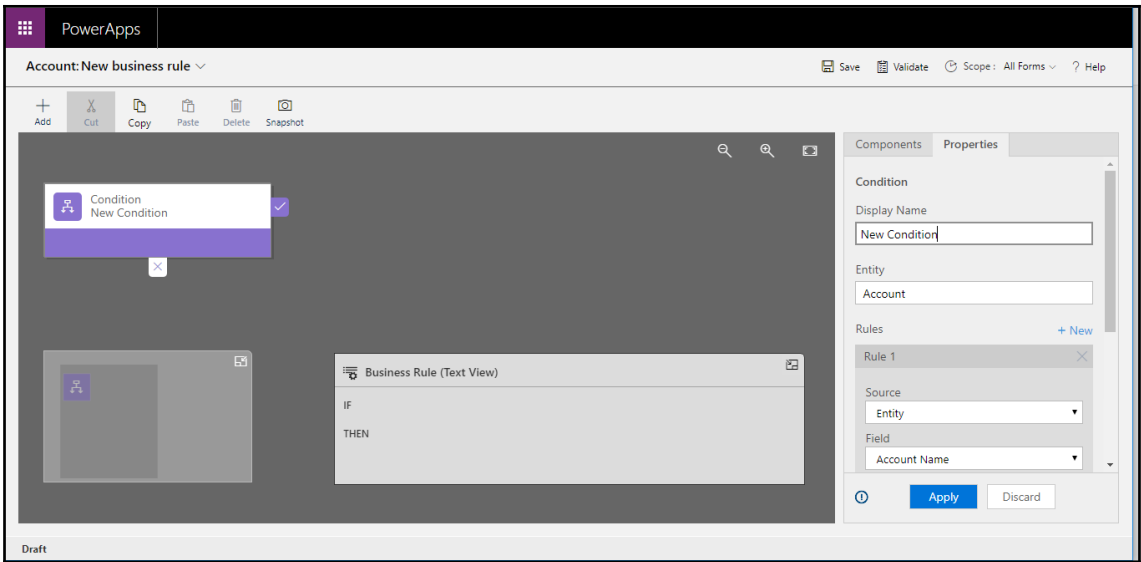 PowerApps
Account: New business rule
Save Validate Scope : All Forms ? Help
Add Cut Copy Paste Delete Snapshot
Components Properties
Condition
New Condition
Condition
Display Name
New Condition
Entity
Account
Rules + New
Rule 1
Source
Entity
Field
Account Name
Business Rule (Text View)
IF
THEN
Apply Discard
Draft